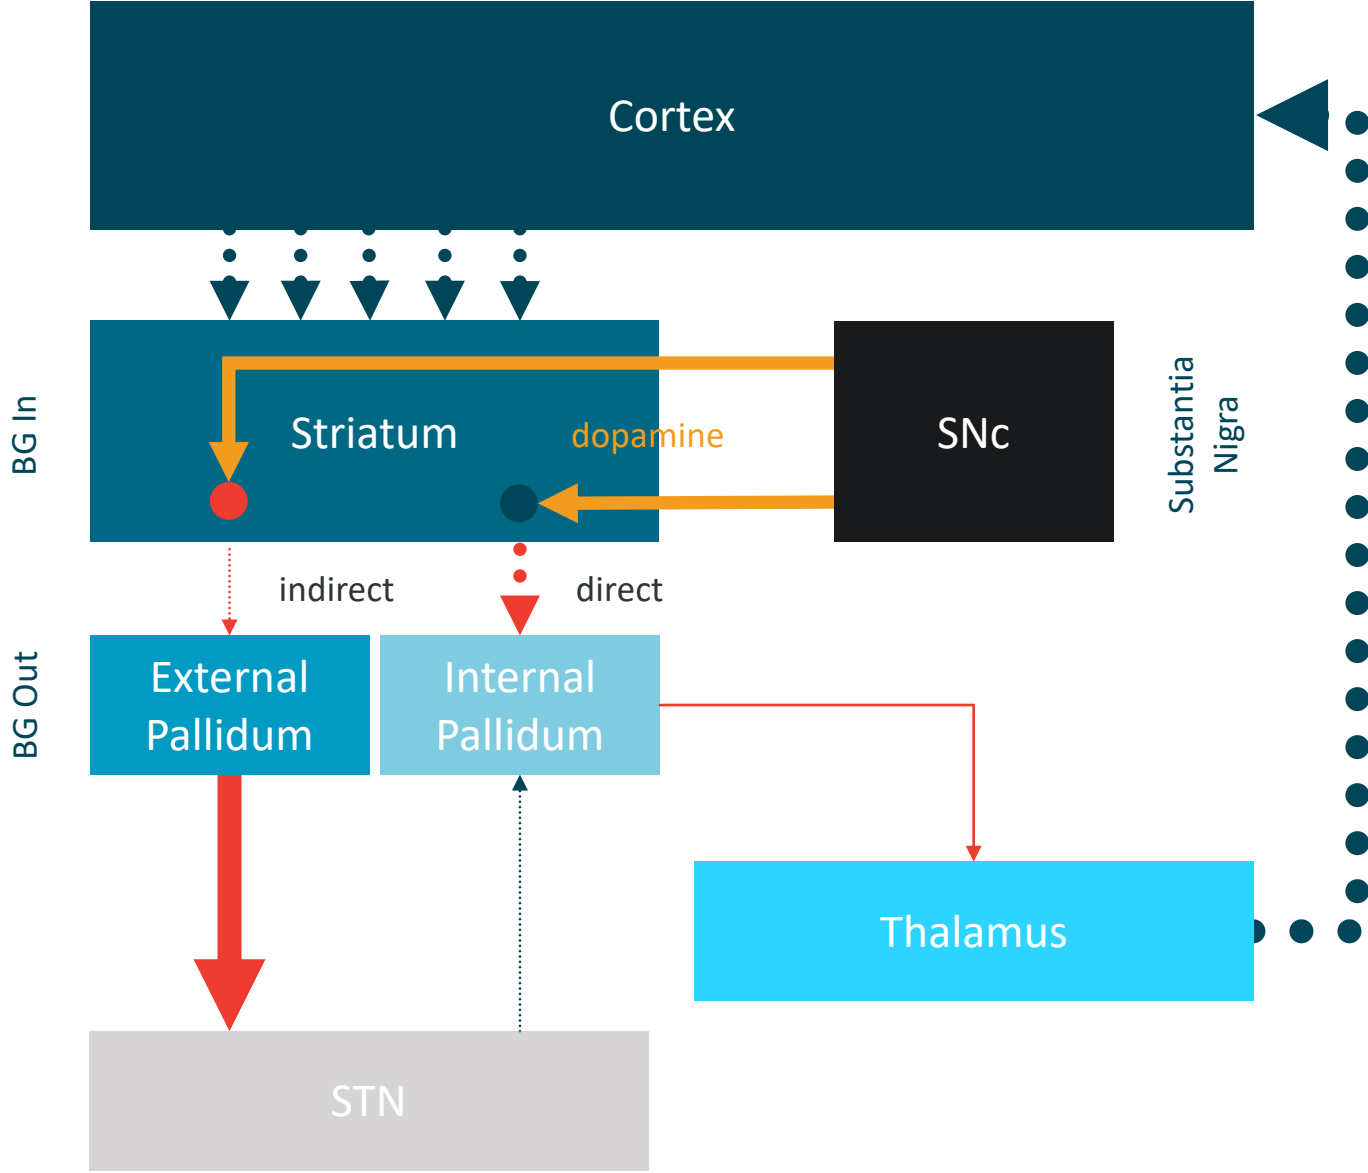 Cortex
BG In
Striatum
dopamine
SNc
Substantia
Nigra
indirect
direct
BG Out
External
Pallidum
Internal
Pallidum
Thalamus
STN